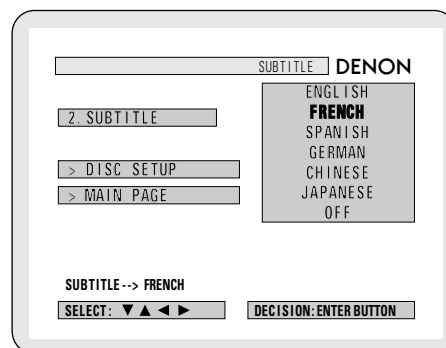 SUBTITLE DENON
ENGLISH
2. SUBTITLE
FRENCH
SPANISH
GERMAN
> DISC SETUP
CHINESE
> MAIN PAGE
JAPANESE
OFF
SUBTITLE --> FRENCH
SELECT: ▼ ▲ ◄ ►
DECISION: ENTER BUTTON